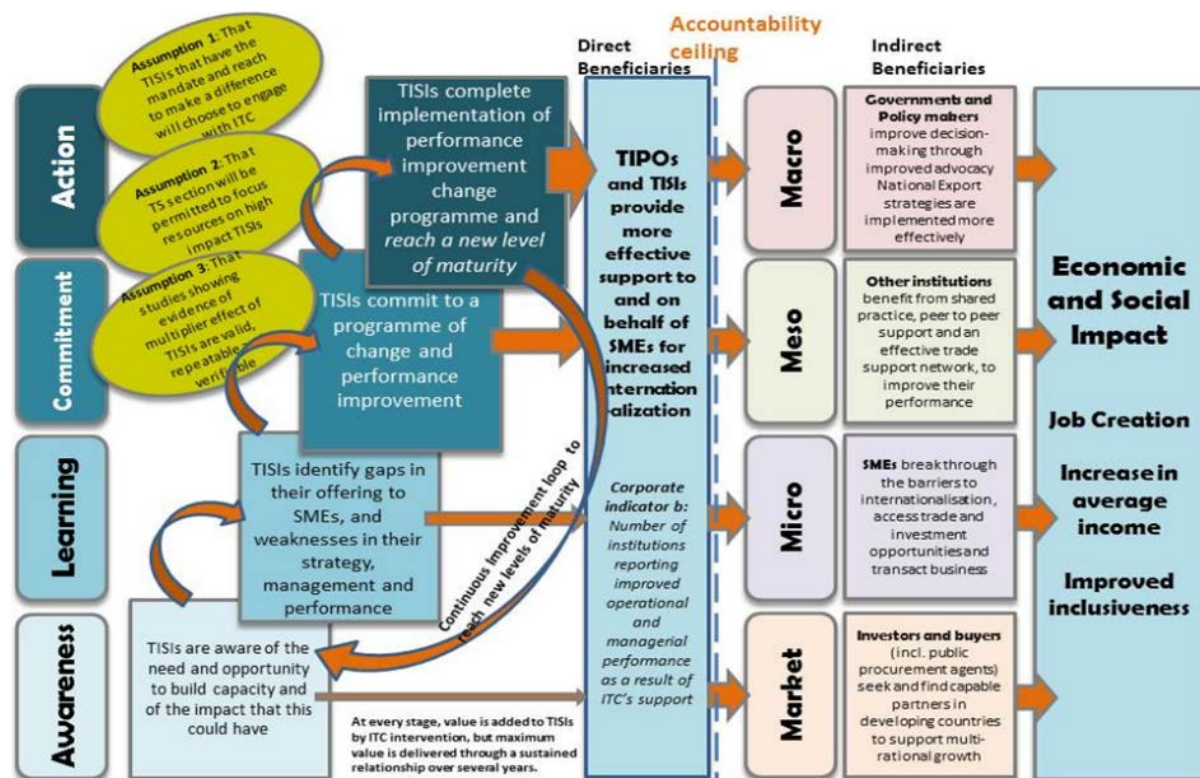 Accountability
ceiling
Direct
Beneficiaries
Indirect
Beneficiaries
Action
Commitment
Learning
Awareness
Assumption 1: That
TISIs that have the
mandate and reach
to make a difference
will choose to engage
with ITC
Assumption 2: That
TS section will be
permitted to focus
resources on high
impact TISIs
Assumption 3: That
studies showing
evidence of
multiplier effect of
TISIs are valid,
repeatable
verifiable
TISIs complete
implementation of
performance
improvement
change
programme and
reach a new level
of maturity
TISIs commit to a
programme of
change and
performance
improvement
TISIs identify gaps in
their offering to
SMEs, and
weaknesses in their
strategy,
management and
performance
TISIs are aware of the
need and opportunity
to build capacity and
of the impact that this
could have
Continuous Improvement loop to
reach new levels of maturity
At every stage, value is added to TISIs
by ITC intervention, but maximum
value is delivered through a sustained
relationship over several years.
TIPOs
and TISIs
provide
more
effective
support to
and on
behalf of
SMEs for
increased
internation
-alization
Corporate
indicator b:
Number of
institutions
reporting
improved
operational
and
managerial
performance
as a result of
ITC's support
Macro
Meso
Micro
Market
Governments and
Policy makers
improve decision-
making through
improved advocacy
National Export
strategies are
implemented more
effectively
Other institutions
benefit from shared
practice, peer to peer
support and an
effective trade
support network, to
improve their
performance
SMEs break through
the barriers to
internationalisation,
access trade and
investment
opportunities and
transact business
Investors and buyers
(incl. public
procurement agents)
seek and find capable
partners in
developing countries
to support multi-
rational growth
Economic
and Social
Impact
Job Creation
Increase in
average
income
Improved
inclusiveness